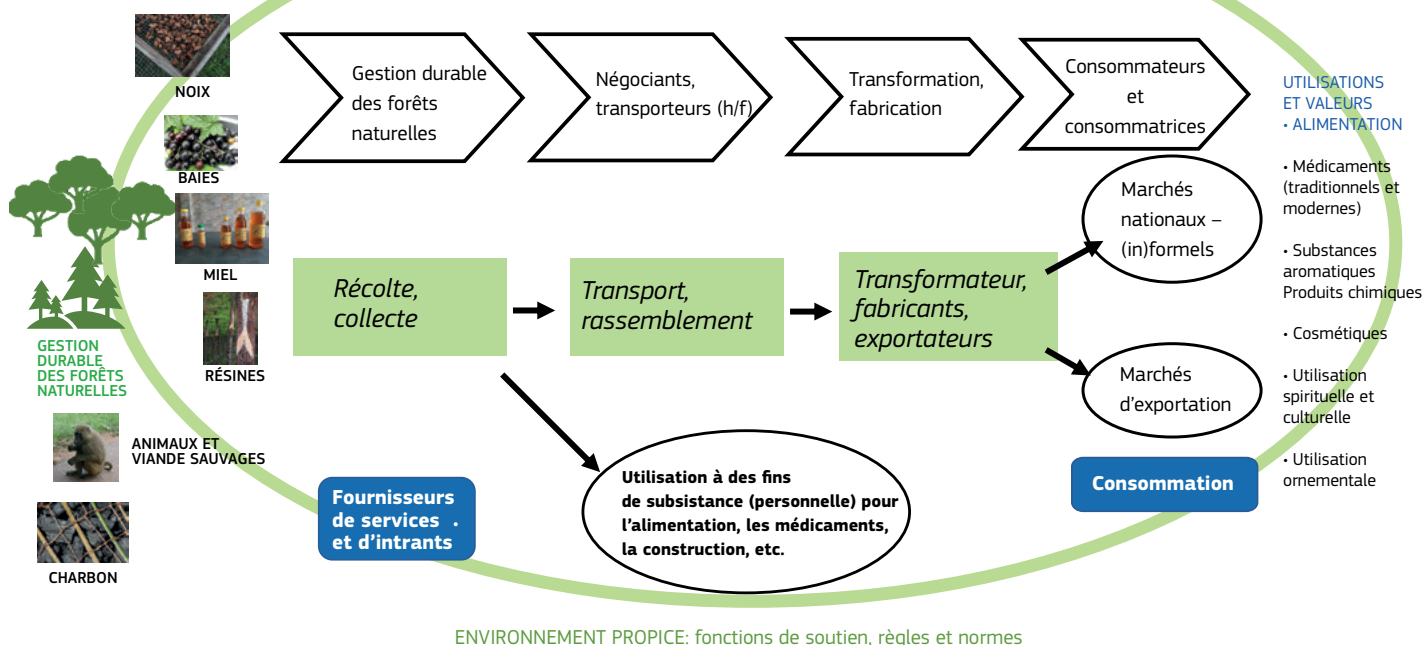 NOIX
BAIES
MIEL
RÉSINES
GESTION
DURABLE
DES FORÊTS
NATURELLES
ANIMAUX ET
VIANDE SAUVAGES
CHARBON
Gestion durable
des forêts
naturelles
Négociants,
transporteurs (h/f)
Transformation,
fabrication
Consommateurs
et
consommatrices
Récolte,
collecte
Transport,
rassemblement
Transformateur,
fabricants,
exportateurs
Marchés
nationaux –
(in)formels
Marchés
d'exportation
Utilisation à des fins
de subsistance (personnelle) pour
l'alimentation, les médicaments,
la construction, etc.
Fournisseurs
de services .
et d'intrants
Consommation
UTILISATIONS
ET VALEURS
• ALIMENTATION
• Médicaments
(traditionnels et
modernes)
• Substances
aromatiques
Produits chimiques
• Cosmétiques
• Utilisation
spirituelle et
culturelle
• Utilisation
ornementale
ENVIRONNEMENT PROPICE: fonctions de soutien, règles et normes